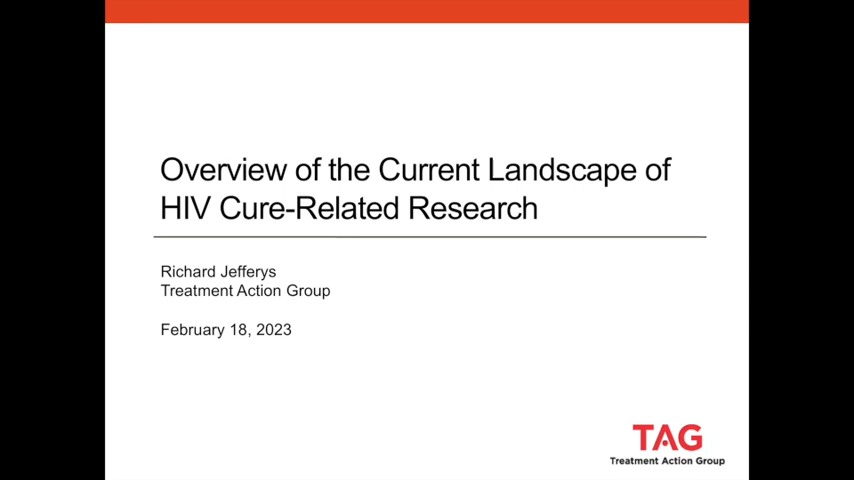 Overview of the Current Landscape of
HIV Cure-Related Research
Richard Jefferys
Treatment Action Group
February 18, 2023
TAG
Treatment Action Group